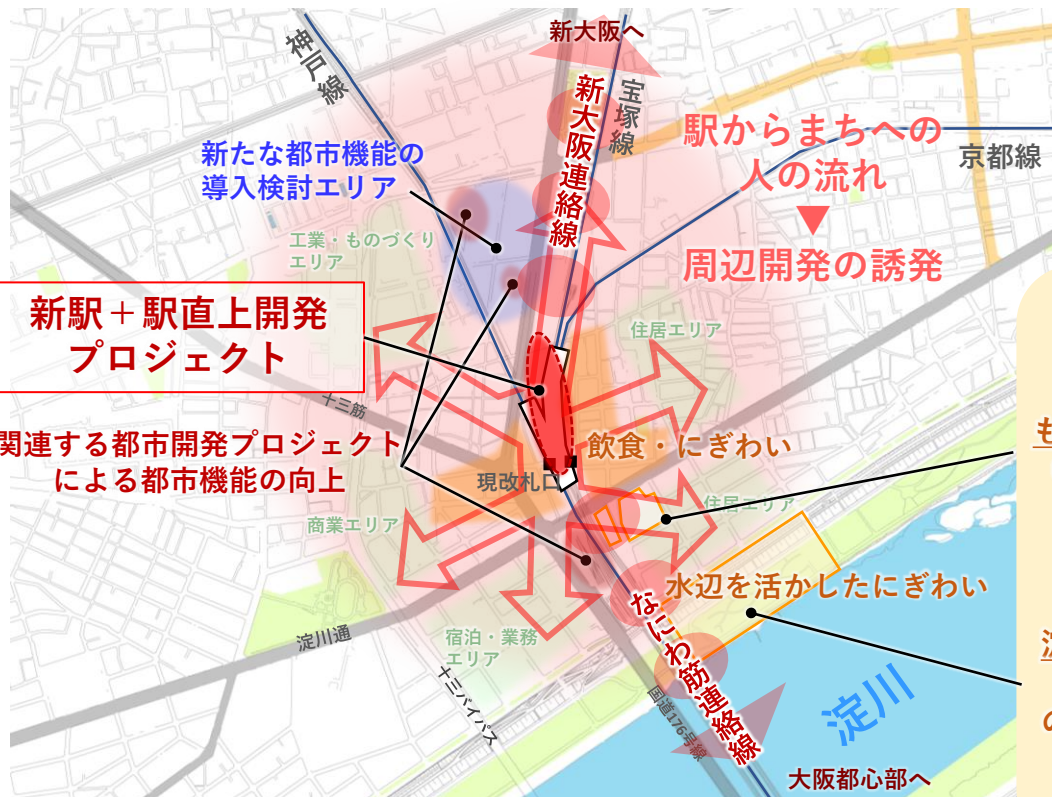 新大阪へ
神戸線
宝塚線
新大阪連絡線
駅からまちへの
人の流れ
▼
周辺開発の誘発
京都線
新たな都市機能の
導入検討エリア
工業・ものづくり
エリア
新駅＋駅直上開発
プロジェクト
住居エリア
十三筋
関連する都市開発プロジェクト
による都市機能の向上
飲食・にぎわい
現改札口
商業エリア
住居エリア
も
水辺を活かしたにぎわい
なにわ筋連絡線
淀川通
宿泊・業務
エリア
十三バイパス
国道176号線
淀川
の
大阪都心部へ